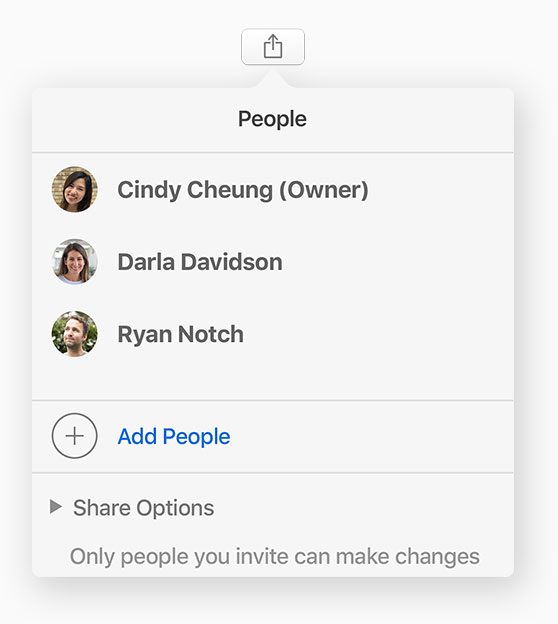 People
Cindy Cheung (Owner)
Darla Davidson
Ryan Notch
Add People
Share Options
Only people you invite can make changes